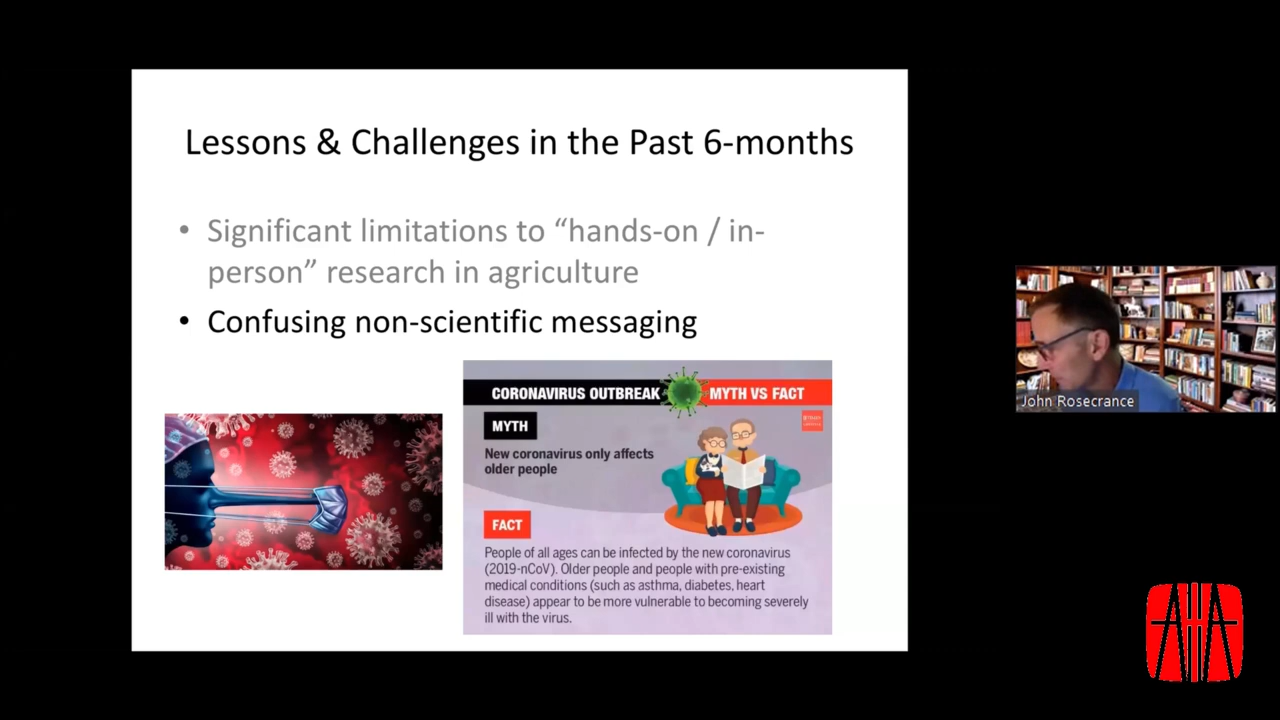 Lessons & Challenges in the Past 6-months
• Significant limitations to “hands-on / in-
person” research in agriculture
• Confusing non-scientific messaging
CORONAVIRUS OUTBREAK MYTH VS FACT
MYTH
New coronavirus only affects
older people
FACT
People of all ages can be infected by the new coronavirus
(2019-nCoV). Older people and people with pre-existing
medical conditions (such as asthma, diabetes, heart
disease) appear to be more vulnerable to becoming severely
ill with the virus.
John Rosecrance
AIHA